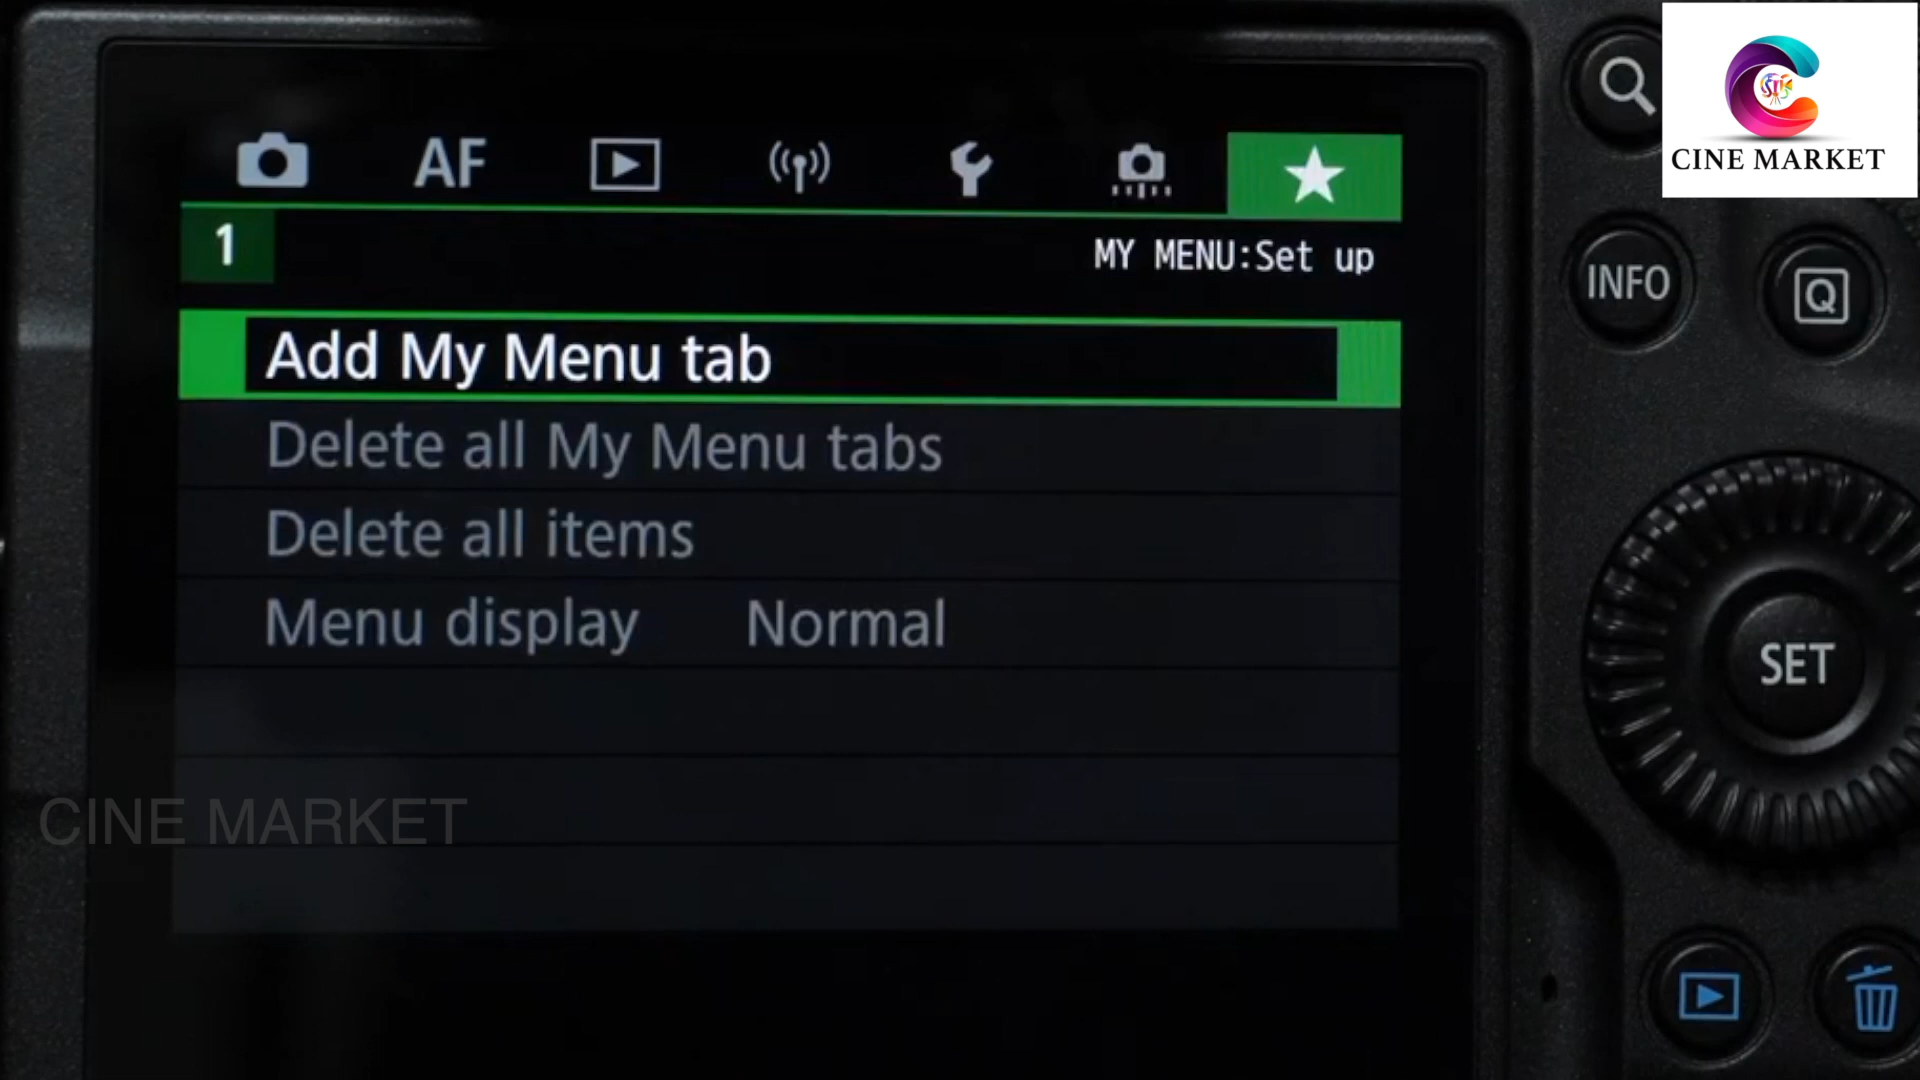 CINE MARKET
AF
1
MY MENU:Set up
INFO
Q
Add My Menu tab
Delete all My Menu tabs
Delete all items
Menu display Normal
SET
CINE MARKET